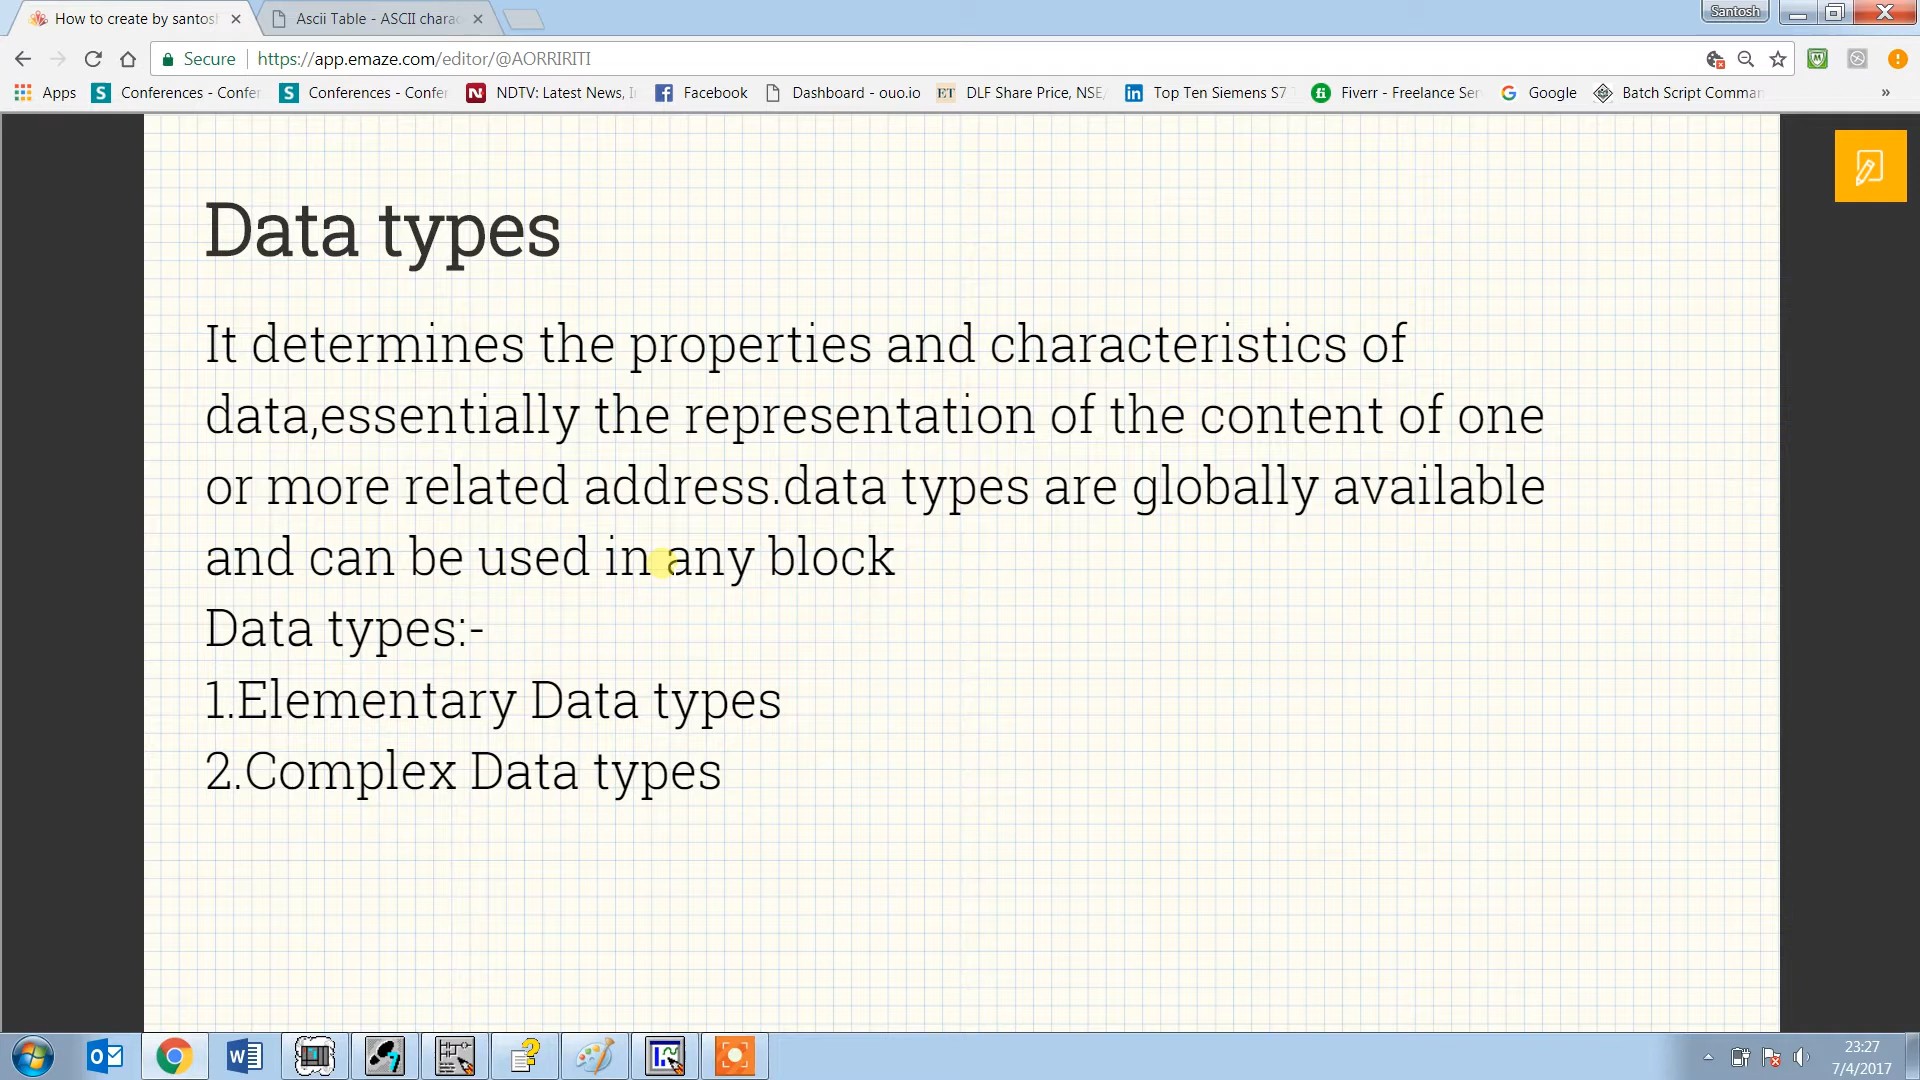 How to create by santosh
Ascii Table - ASCII charac
Santosh
Secure
https://app.emaze.com/editor/@AORRIRITI
Apps
Conferences - Confer
Conferences - Confer
NDTV: Latest News, I
Facebook
Dashboard - ouo.io
DLF Share Price, NSE,
Top Ten Siemens S7
Fiverr - Freelance Ser
Google
Batch Script Comman
»
Data types
It determines the properties and characteristics of
data,essentially the representation of the content of one
or more related address.data types are globally available
and can be used in any block
Data types:-
1.Elementary Data types
2.Complex Data types
23:27
7/4/2017